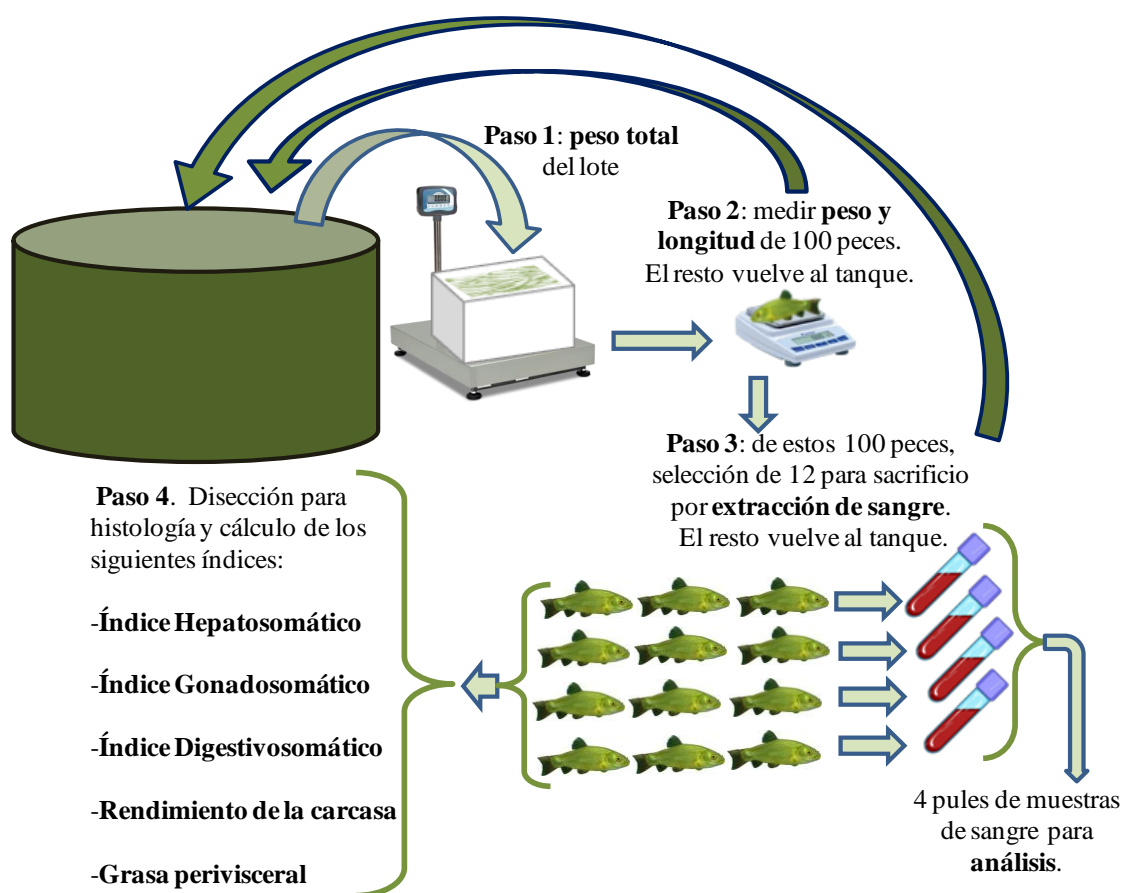 Paso 1: peso total
del lote
Paso 2: medir peso y
longitud de 100 peces.
El resto vuelve al tanque.
Paso 3: de estos 100 peces,
selección de 12 para sacrificio
por extracción de sangre.
El resto vuelve al tanque.
Paso 4. Disección para
histología y cálculo de los
siguientes índices:
-Índice Hepatosomático
-Índice Gonadosomático
-Índice Digestivosomático
-Rendimiento de la carcasa
-Grasa perivisceral
4 pules de muestras
de sangre para
análisis.